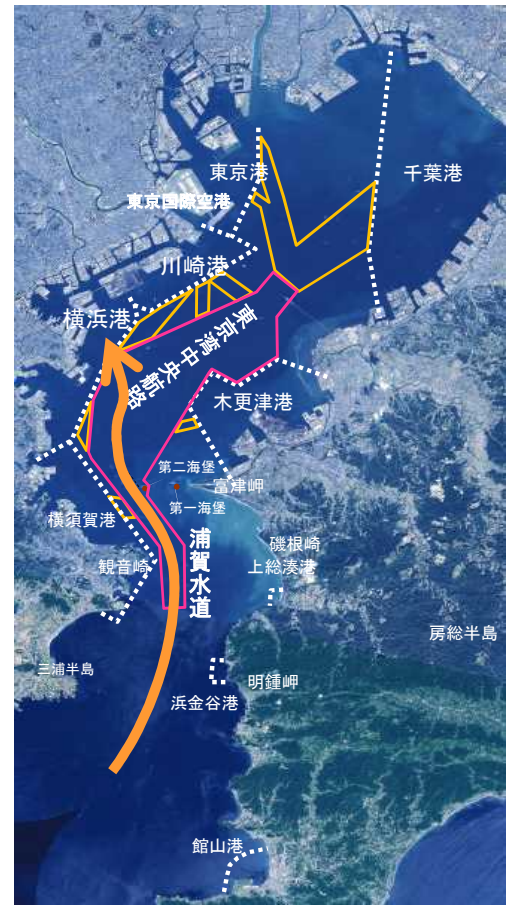 東京港
千葉港
東京国際空港
川崎港
横浜港
東京湾中央航路
木更津港
第二海堡
富津岬
第一海堡
横須賀港
浦賀水道
磯根崎
観音崎
上総湊港
房総半島
三浦半島
明鍾岬
浜金谷港
館山港